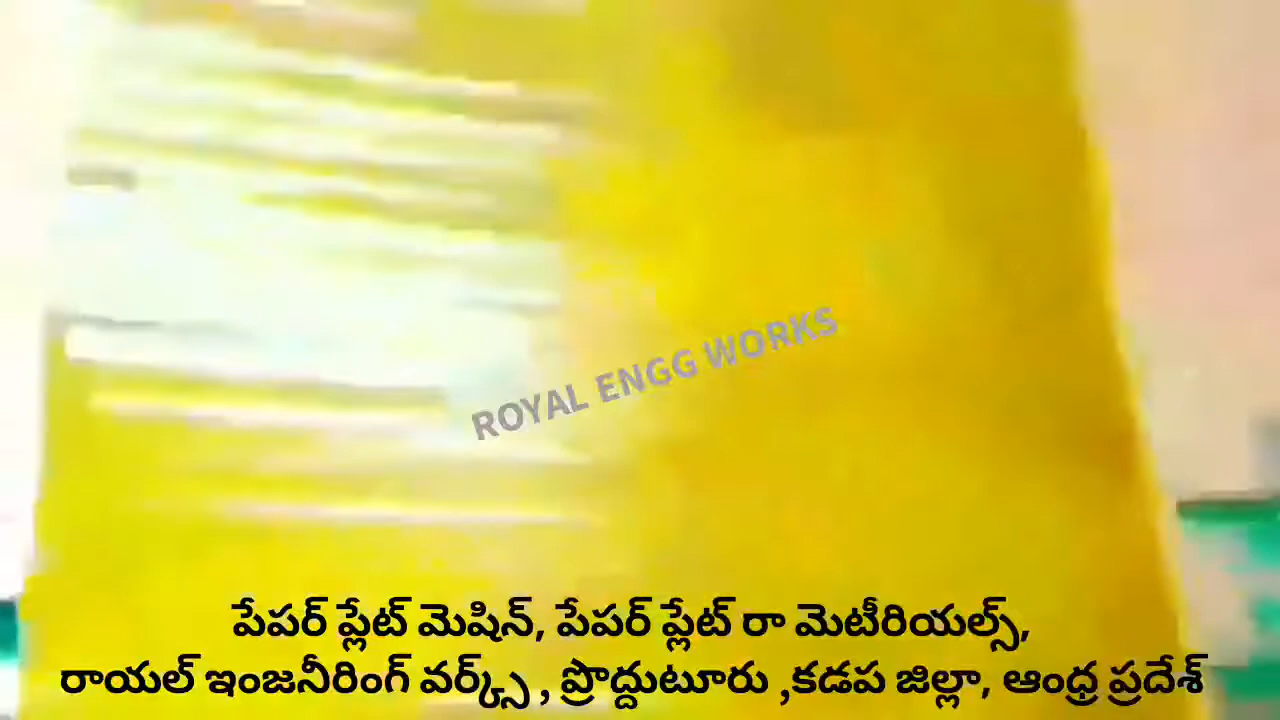 ROYAL ENGG WORKS
పేపర్ ప్లేట్ మెషిన్, పేపర్ ప్లేట్ రా మెటీరియల్స్,
రాయల్ ఇంజనీరింగ్ వర్క్స్ , ప్రొద్దుటూరు ,కడప జిల్లా, ఆంధ్ర ప్రదేశ్